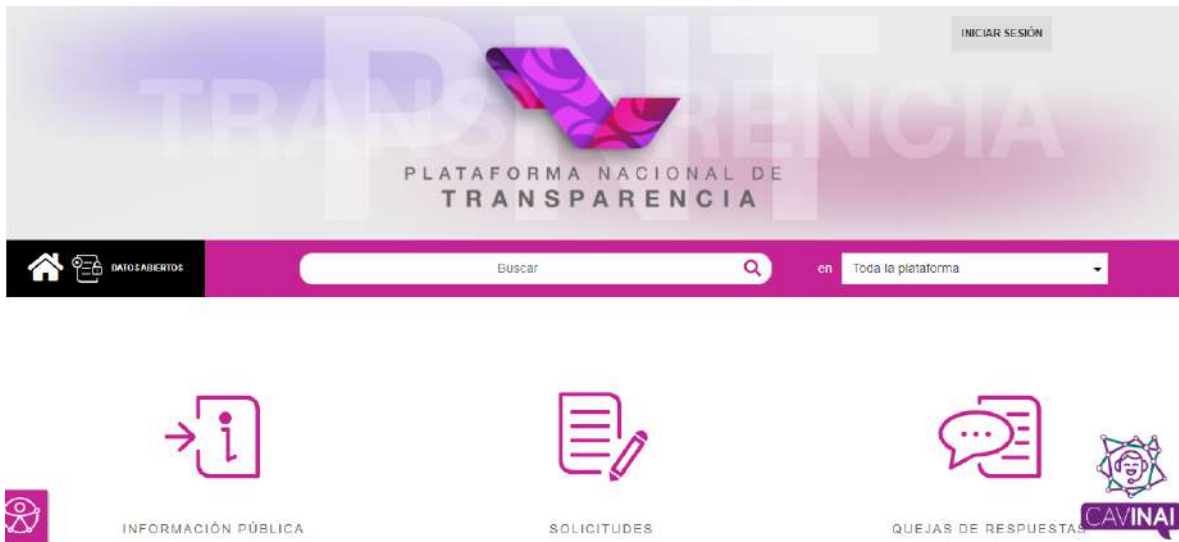 PNT
TRANSPARENCIA
INICIAR SESIÓN
PLATAFORMA NACIONAL DE
TRANSPARENCIA
DATOS ABIERTOS
Buscar
en
Toda la plataforma
INFORMACIÓN PÚBLICA
SOLICITUDES
QUEJAS DE RESPUESTAS
CAVINAI